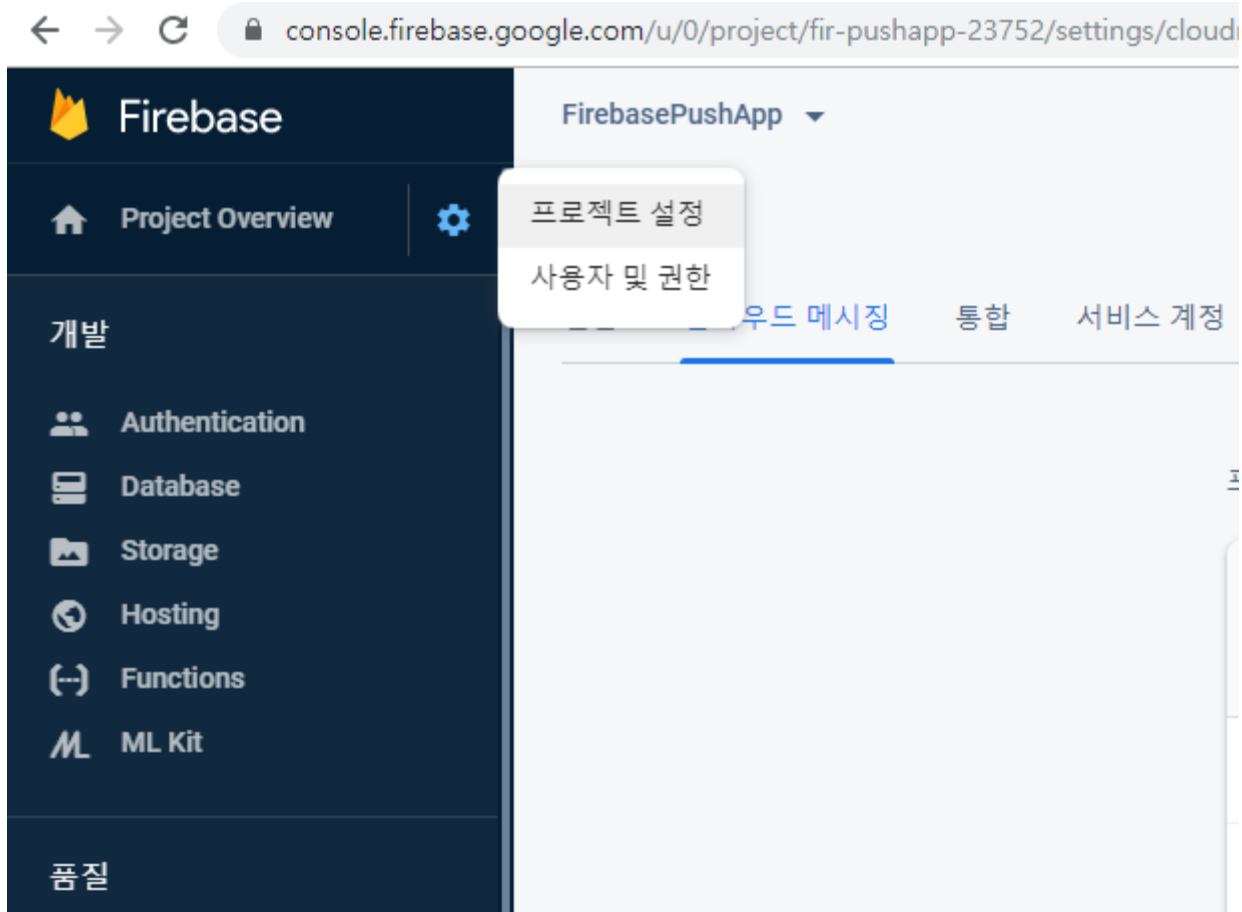 console.firebase.google.com/u/0/project/fir-pushapp-23752/settings/cloud
Firebase
FirebasePushApp
Project Overview
프로젝트 설정
사용자 및 권한
메시징 통합 서비스 계정
개발
Authentication
Database
Storage
Hosting
Functions
ML Kit
품질